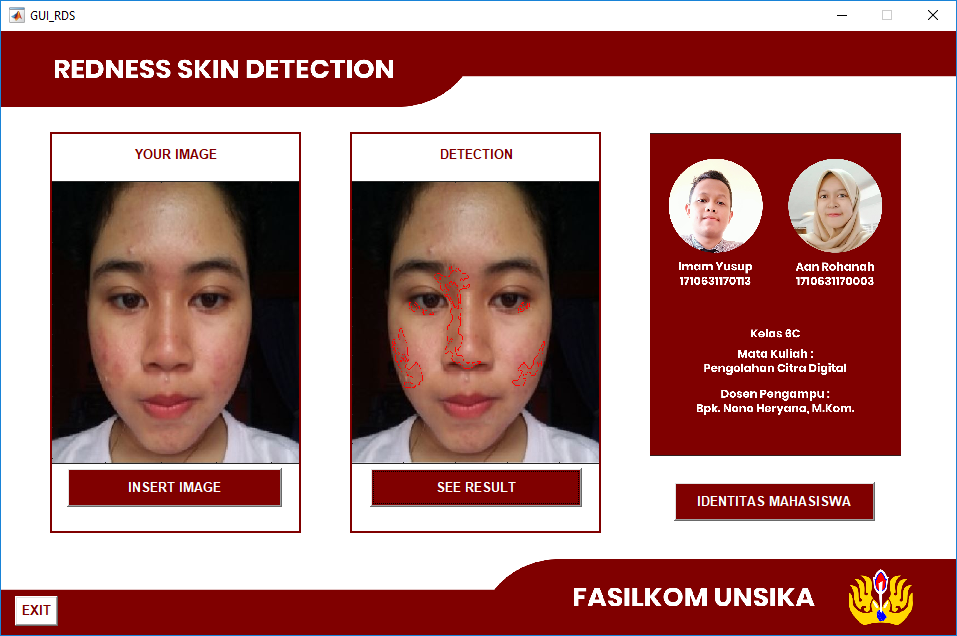 GUI_RDS
REDNESS SKIN DETECTION
YOUR IMAGE
INSERT IMAGE
DETECTION
SEE RESULT
Imam Yusup
1710631170113
Aan Rohanah
1710631170003
Kelas 6C
Mata Kuliah :
Pengolahan Citra Digital
Dosen Pengampu :
Bpk. Nono Heryana, M.Kom.
IDENTITAS MAHASISWA
EXIT
FASILKOM UNSIKA